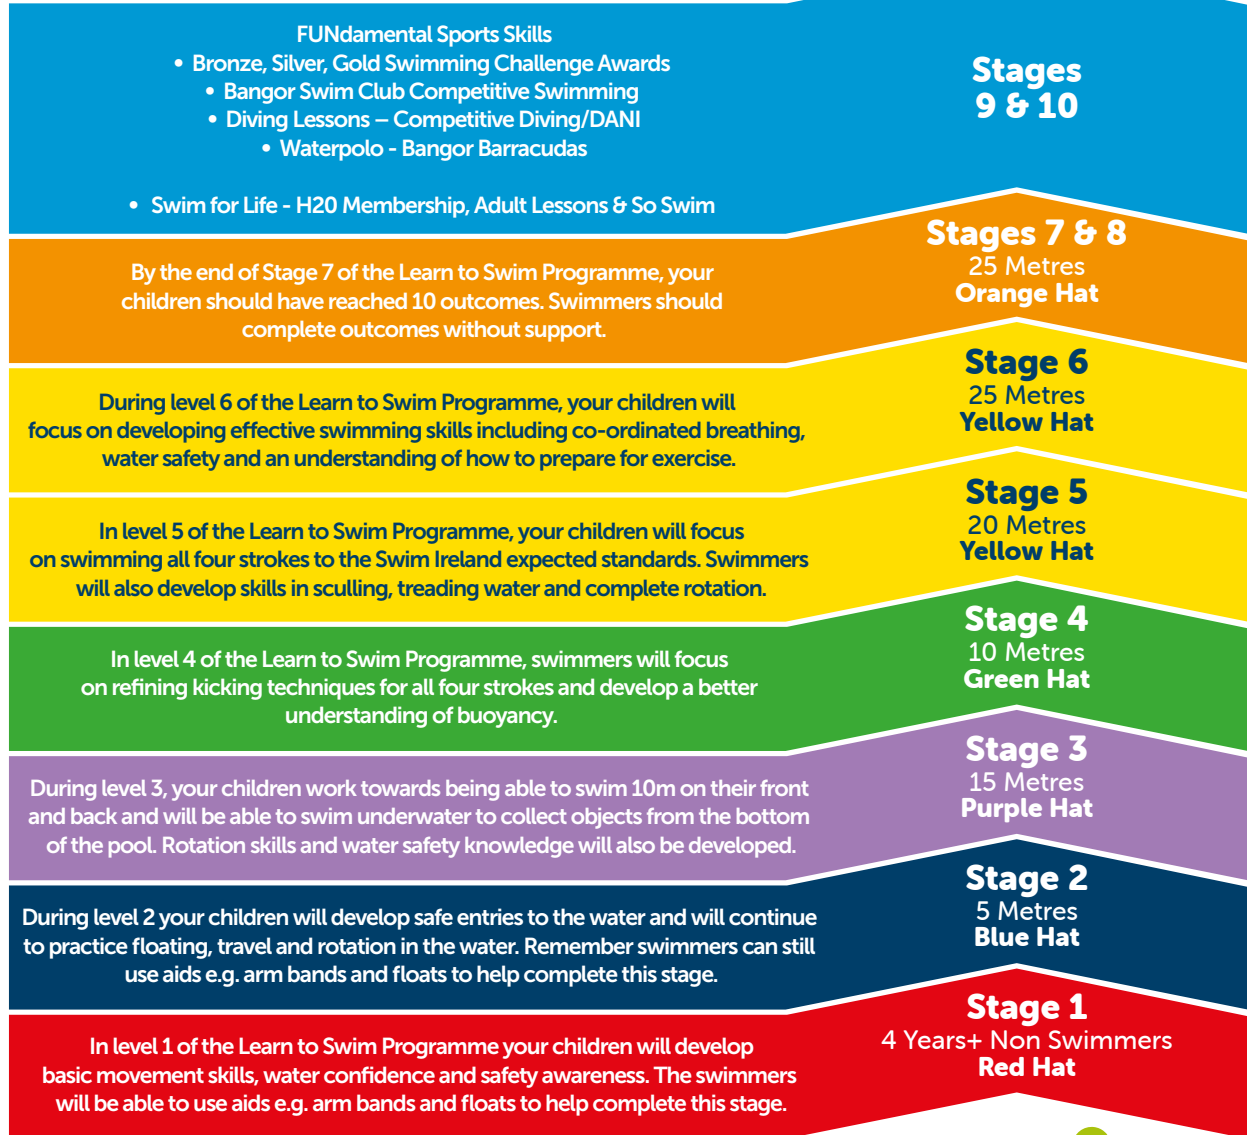 FUNdamental Sports Skills
• Bronze, Silver, Gold Swimming Challenge Awards
• Bangor Swim Club Competitive Swimming
• Diving Lessons – Competitive Diving/DANI
• Waterpolo - Bangor Barracudas
• Swim for Life - H20 Membership, Adult Lessons & So Swim
Stages
9 & 10
By the end of Stage 7 of the Learn to Swim Programme, your
children should have reached 10 outcomes. Swimmers should
complete outcomes without support.
Stages 7 & 8
25 Metres
Orange Hat
During level 6 of the Learn to Swim Programme, your children will
focus on developing effective swimming skills including co-ordinated breathing,
water safety and an understanding of how to prepare for exercise.
Stage 6
25 Metres
Yellow Hat
In level 5 of the Learn to Swim Programme, your children will focus
on swimming all four strokes to the Swim Ireland expected standards. Swimmers
will also develop skills in sculling, treading water and complete rotation.
Stage 5
20 Metres
Yellow Hat
In level 4 of the Learn to Swim Programme, swimmers will focus
on refining kicking techniques for all four strokes and develop a better
understanding of buoyancy.
Stage 4
10 Metres
Green Hat
During level 3, your children work towards being able to swim 10m on their front
and back and will be able to swim underwater to collect objects from the bottom
of the pool. Rotation skills and water safety knowledge will also be developed.
Stage 3
15 Metres
Purple Hat
During level 2 your children will develop safe entries to the water and will continue
to practice floating, travel and rotation in the water. Remember swimmers can still
use aids e.g. arm bands and floats to help complete this stage.
Stage 2
5 Metres
Blue Hat
In level 1 of the Learn to Swim Programme your children will develop
basic movement skills, water confidence and safety awareness. The swimmers
will be able to use aids e.g. arm bands and floats to help complete this stage.
Stage 1
4 Years+ Non Swimmers
Red Hat